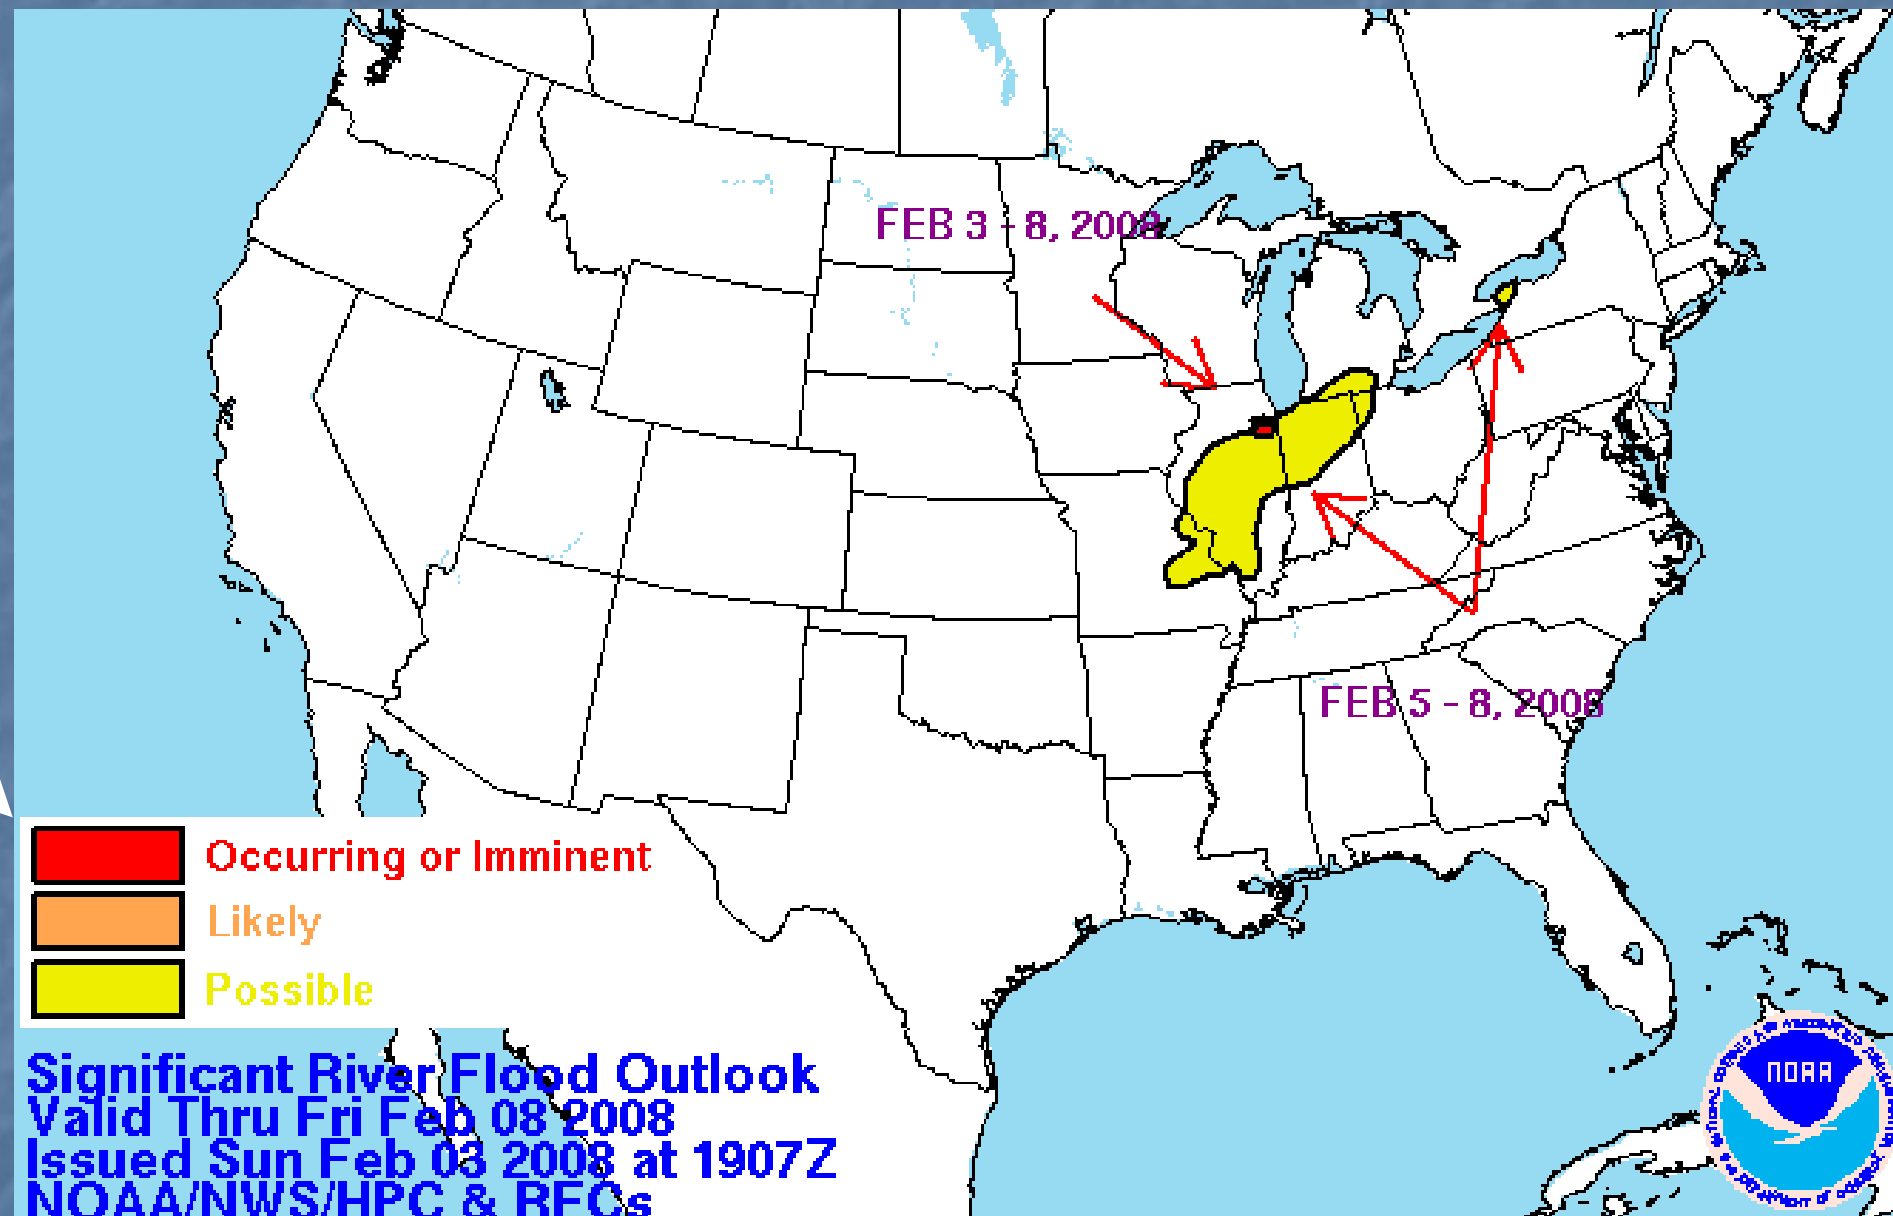 FEB 3 - 8, 2008
FEB 5 - 8, 2008
Occurring or Imminent
Likely
Possible
Significant River Flood Outlook
Valid Thru Fri Feb 08 2008
Issued Sun Feb 03 2008 at 1907Z
NOAA/NWS/HPC & RFCs
NOAA